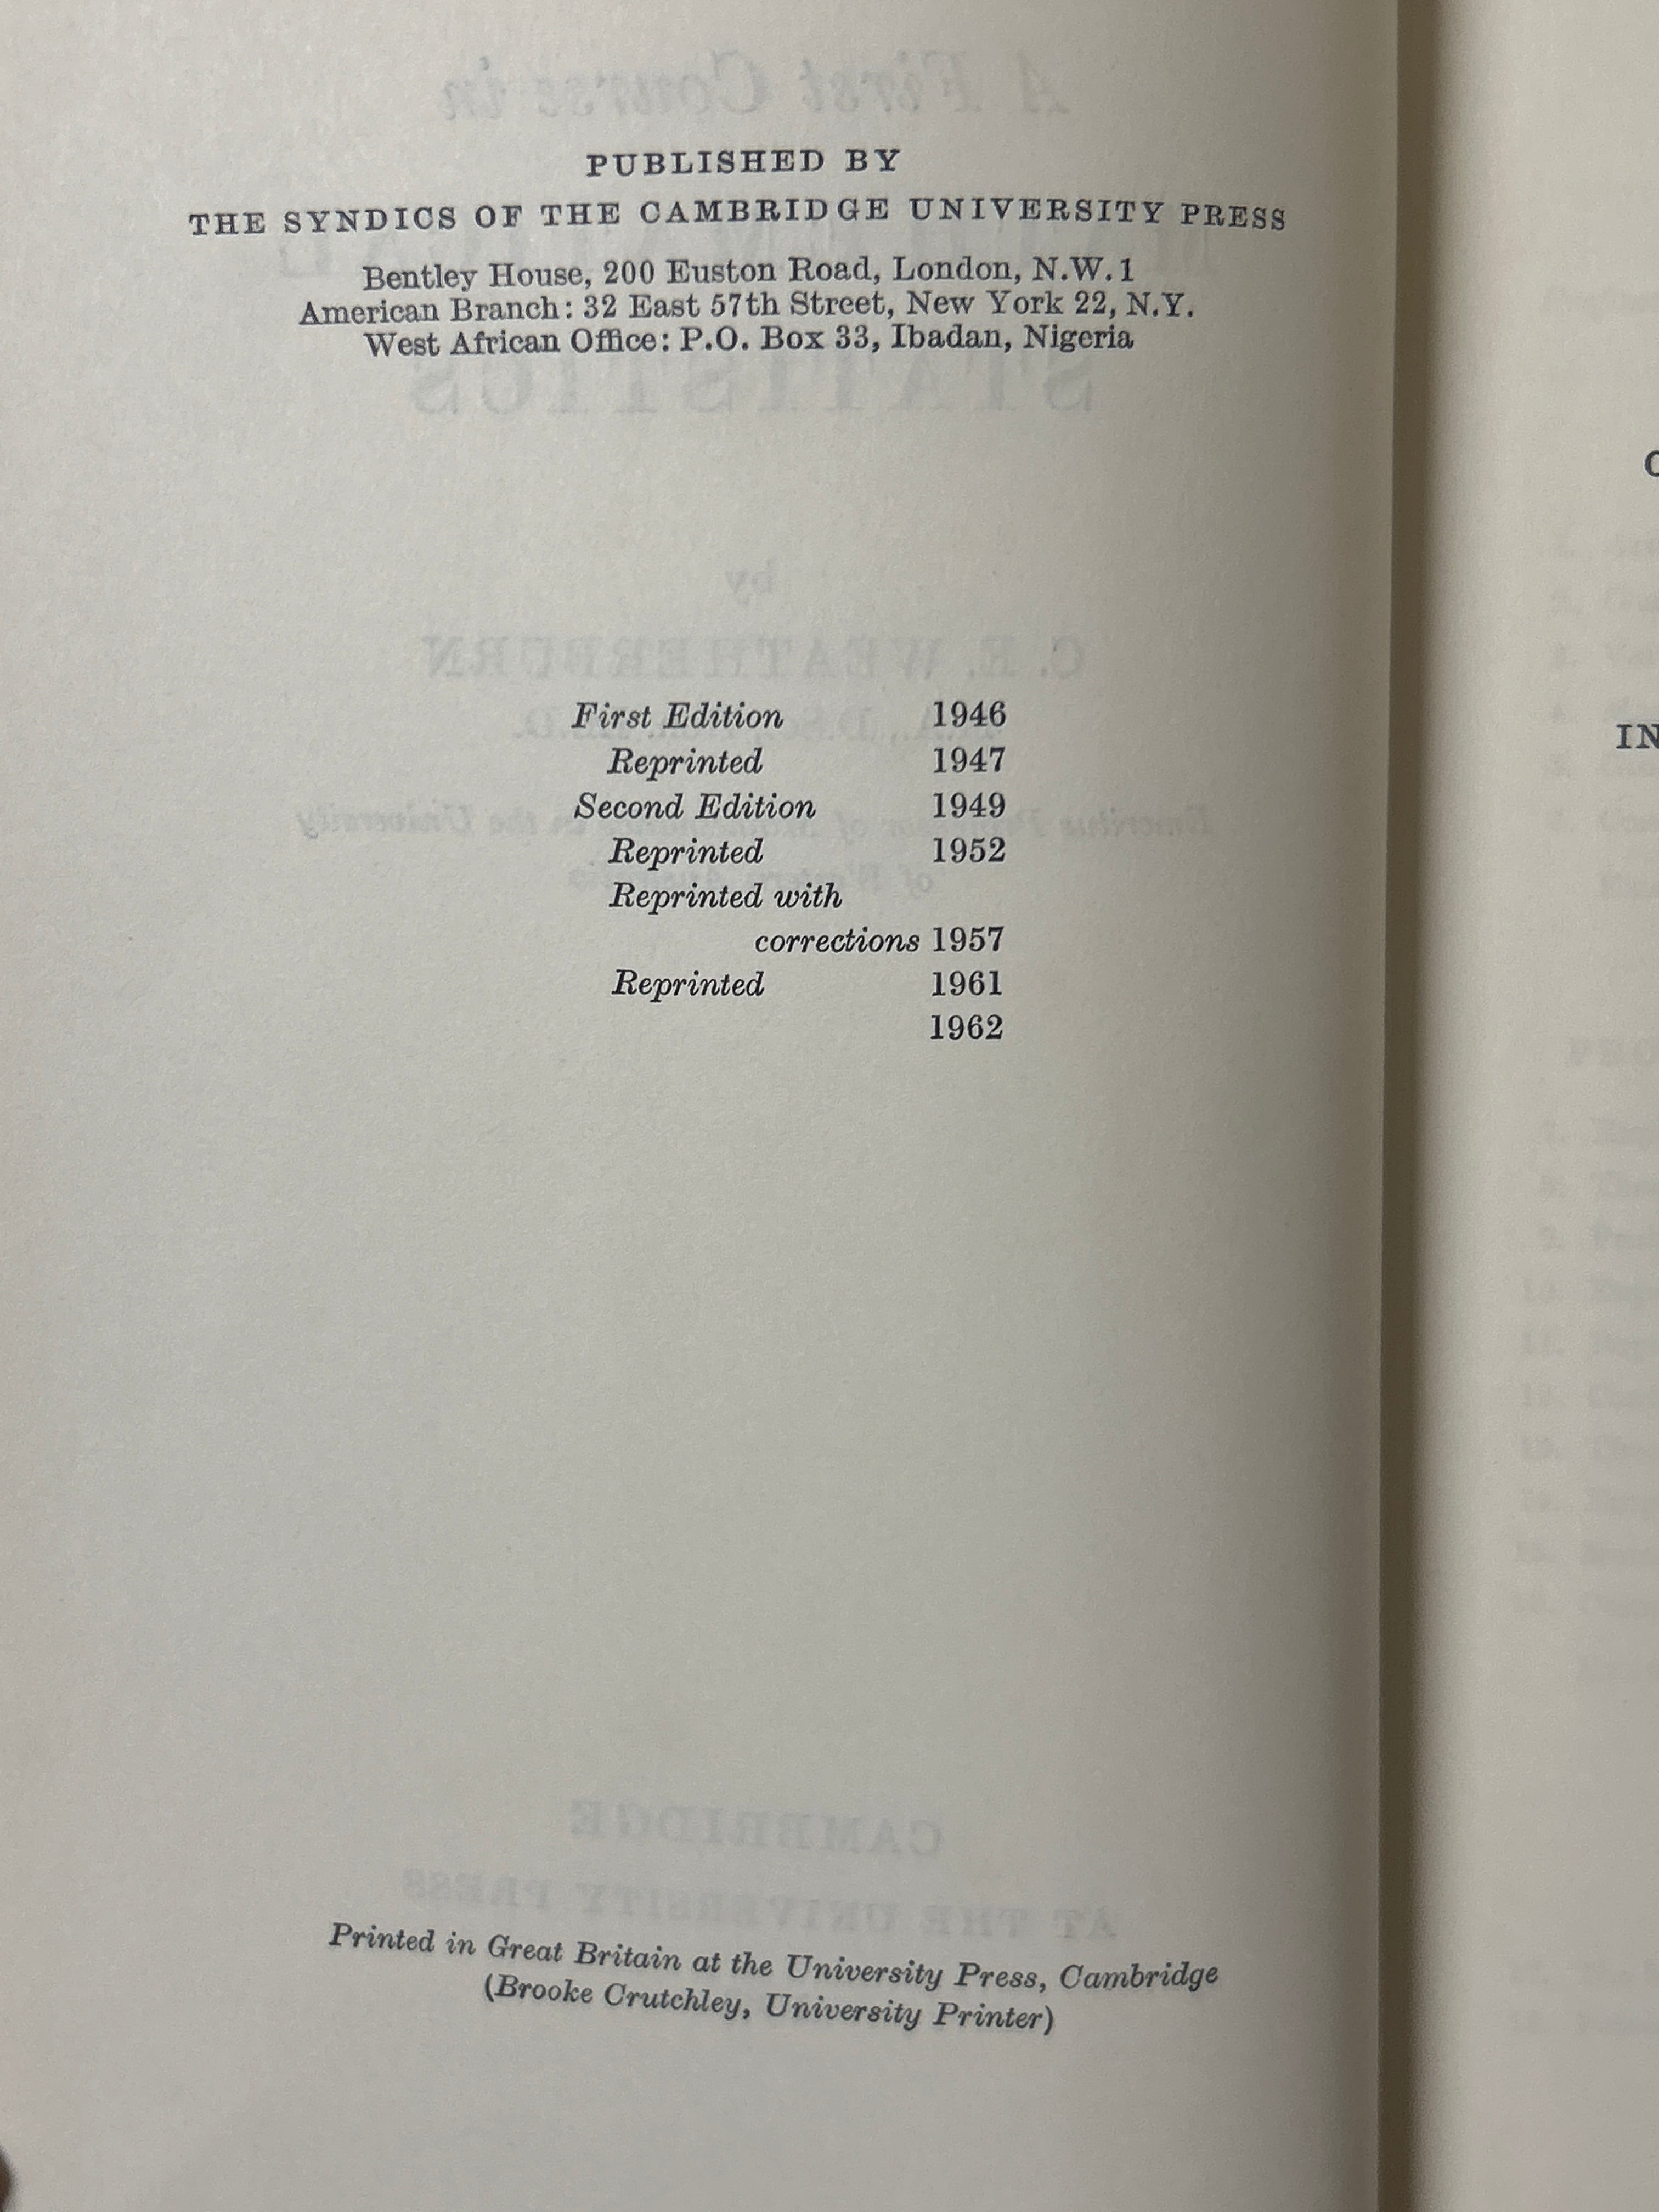 PUBLISHED BY
THE SYNDICS OF THE CAMBRIDGE UNIVERSITY PRESS
Bentley House, 200 Euston Road, London, N.W.1
American Branch: 32 East 57th Street, New York 22, N.Y.
West African Office: P.O. Box 33, Ibadan, Nigeria
First Edition 1946
Reprinted 1947
Second Edition 1949
Reprinted 1952
Reprinted with
corrections 1957
Reprinted 1961
1962
Printed in Great Britain at the University Press, Cambridge
(Brooke Crutchley, University Printer)